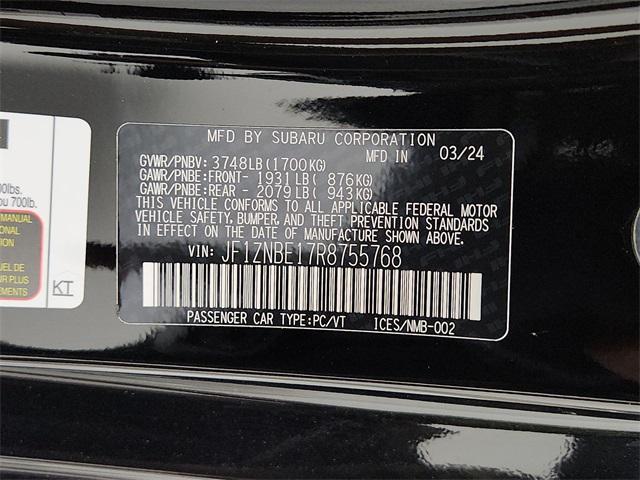 MFD BY SUBARU CORPORATION
GVWR/PNBV: 3748LB(1700KG) MFD IN 03/24
GAWR/PNBE:FRONT- 1931LB( 876KG)
GAWR/PNBE:REAR - 2079LB( 943KG)
THIS VEHICLE CONFORMS TO ALL APPLICABLE FEDERAL MOTOR
VEHICLE SAFETY, BUMPER, AND THEFT PREVENTION STANDARDS
IN EFFECT ON THE DATE OF MANUFACTURE SHOWN ABOVE.
VIN: JF1ZNBE17R8755768
PASSENGER CAR TYPE:PC/VT ICES/NMB-002
700lb.
MANUAL
PLUS
KT